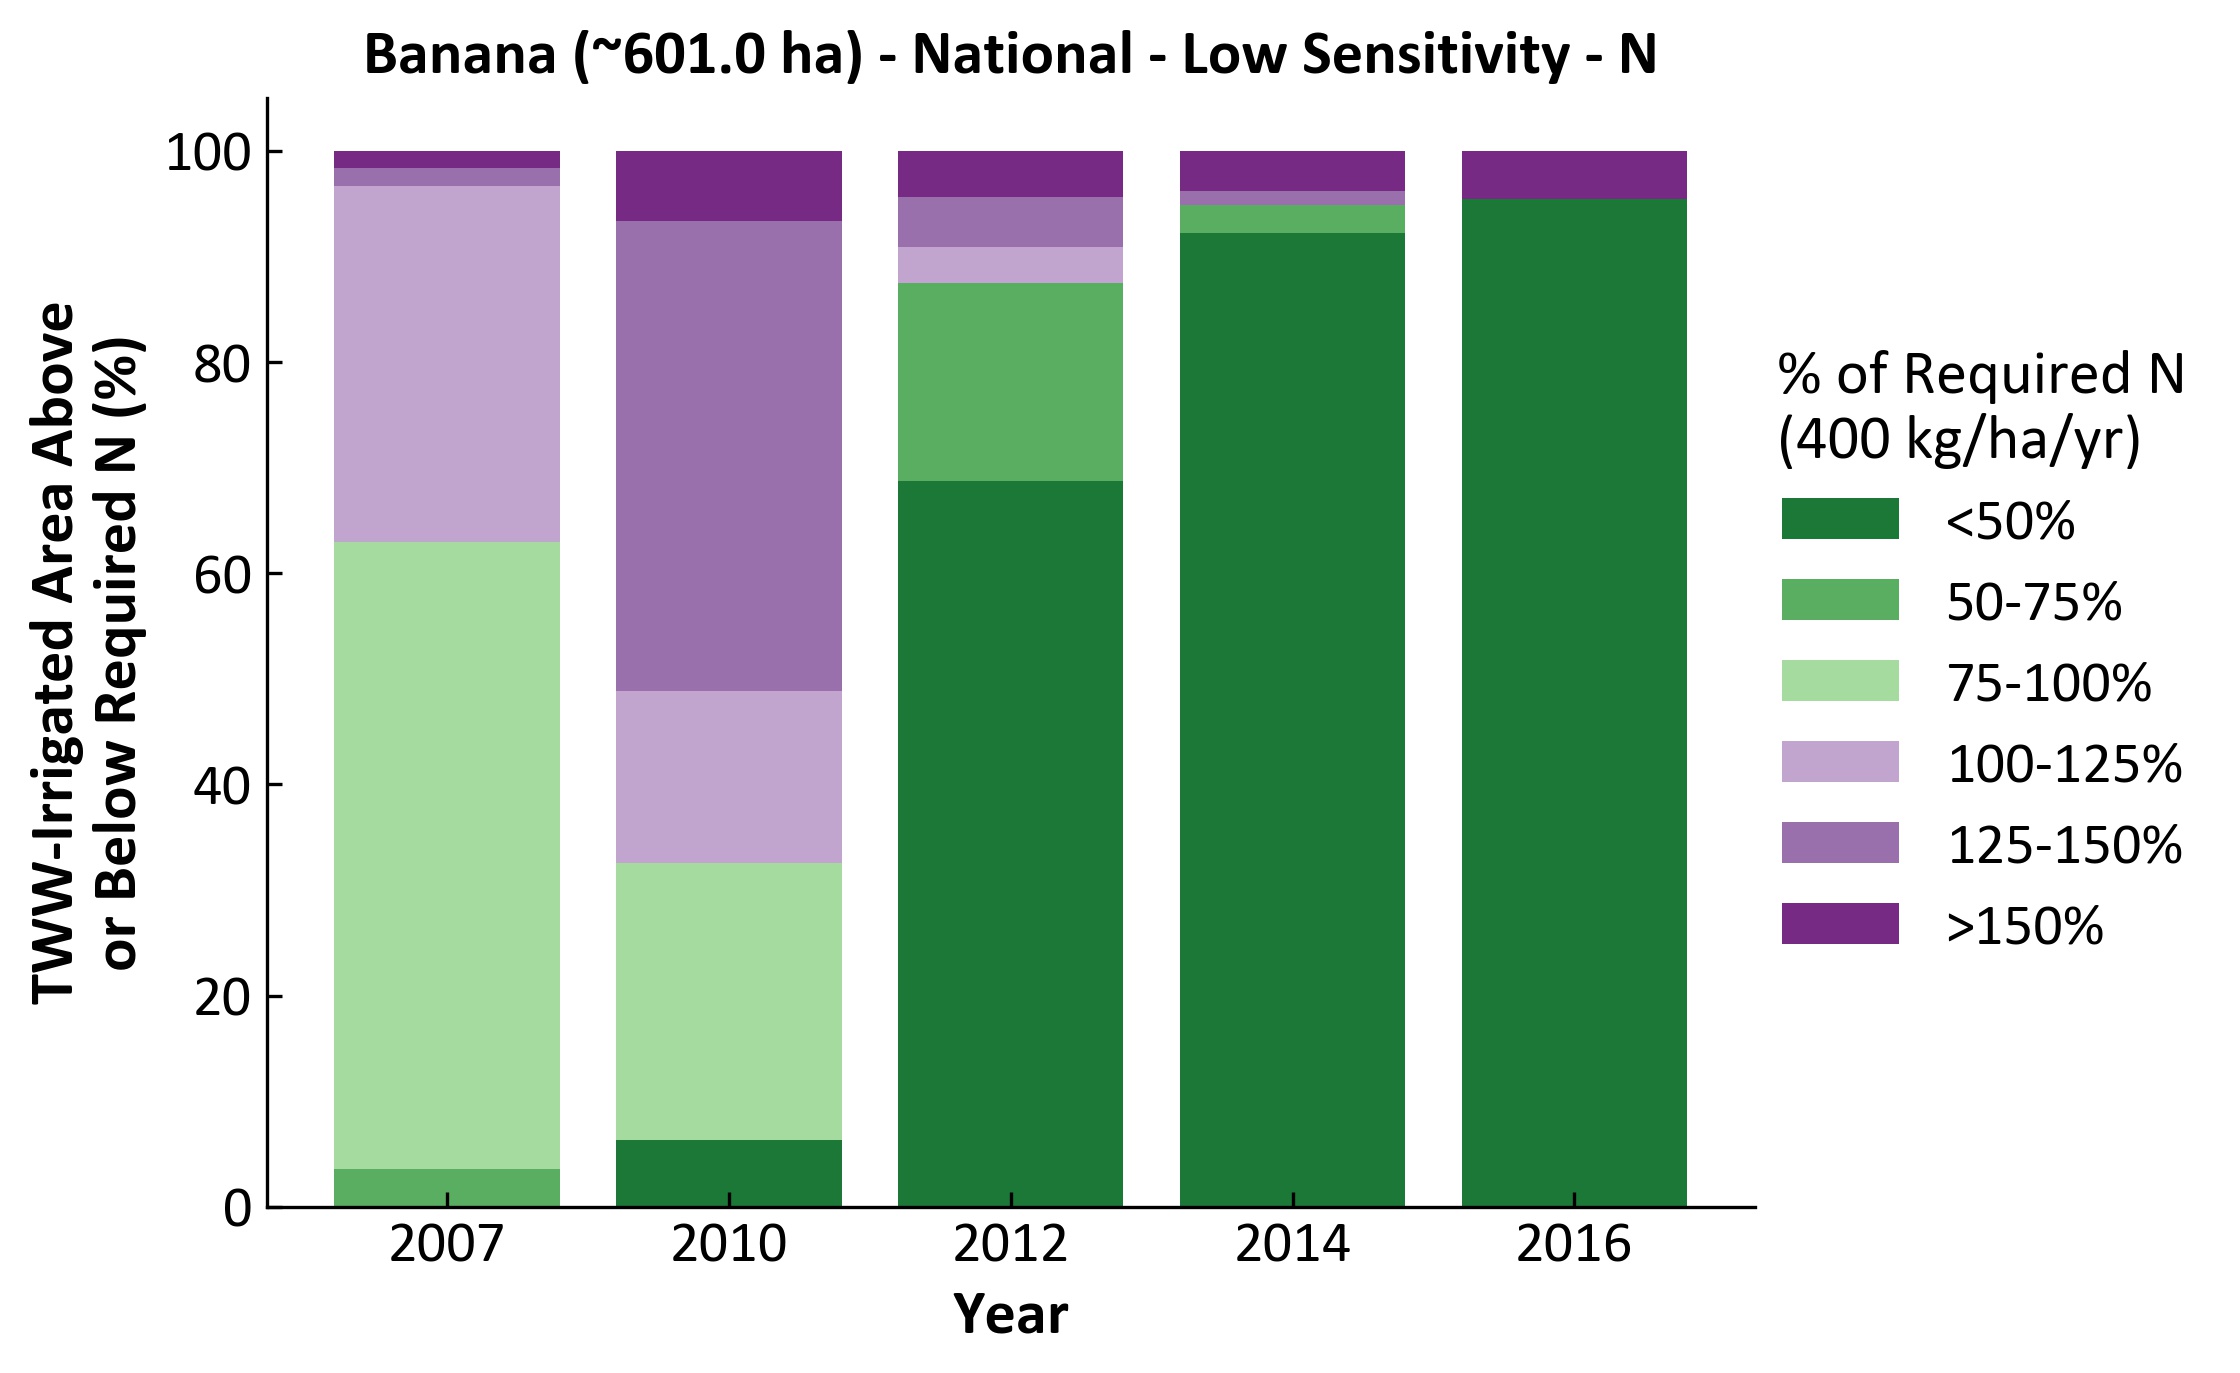 Banana (~601.0 ha) - National - Low Sensitivity - N
TWW-Irrigated Area Above
or Below Required N (%)
100
80
60
40
20
0
2007
2010
2012
2014
2016
Year
% of Required N
(400 kg/ha/yr)
<50%
50-75%
75-100%
100-125%
125-150%
>150%